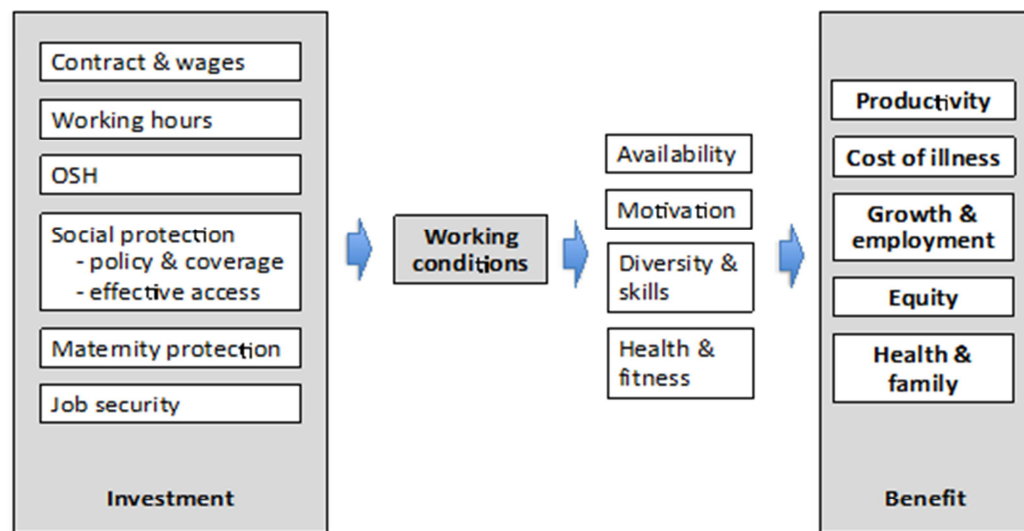 Contract & wages
Working hours
OSH
Social protection
- policy & coverage
- effective access
Maternity protection
Job security
Investment
Working
conditions
Availability
Motivation
Diversity &
skills
Health &
fitness
Productivity
Cost of illness
Growth &
employment
Equity
Health &
family
Benefit